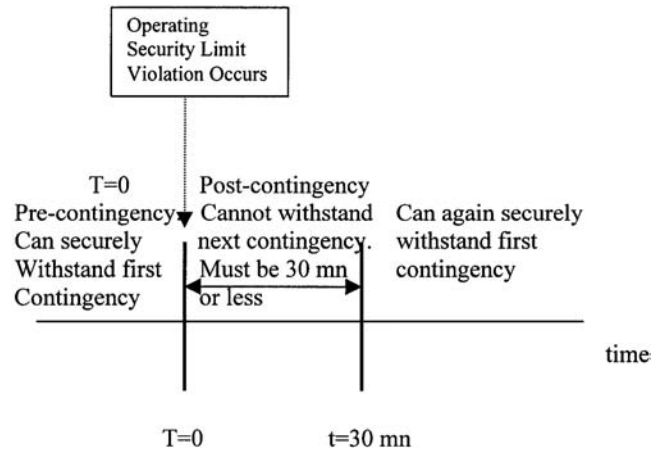 Operating
Security Limit
Violation Occurs
T=0
Pre-contingency
Can securely
Withstand first
Contingency
Post-contingency
Cannot withstand
next contingency.
Must be 30 mn
or less
Can again securely
withstand first
contingency
time
T=0
t=30 mn